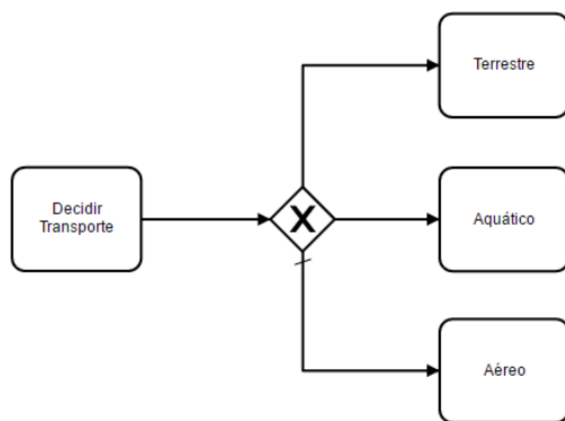 Terrestre
Decidir
Transporte
X
Aquático
Aéreo